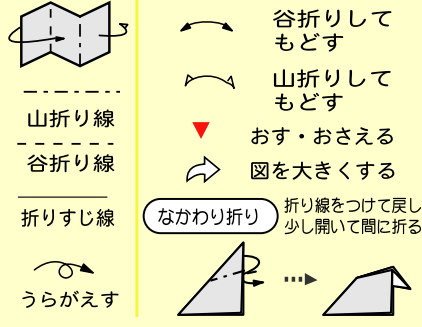 山折り線
谷折り線
折りすじ線
うらがえす
谷折りして
もどす
山折りして
もどす
おす・おさえる
図を大きくする
なかわり折り
折り線をつけて戻し
少し開いて間に折る